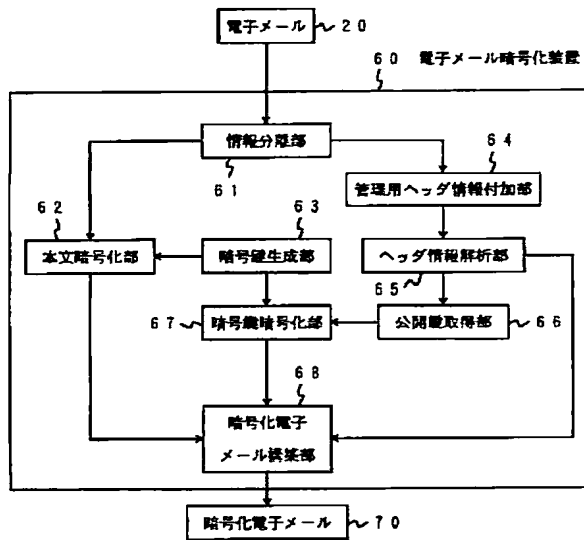 電子メール 20
60 電子メール暗号化装置
情報分離部
61
64
管理用ヘッダ情報付加部
62
63
本文暗号化部
暗号鍵生成部
ヘッダ情報解析部
65
67
暗号鍵暗号化部
公開鍵取得部 66
68
暗号化電子
メール構築部
暗号化電子メール 70